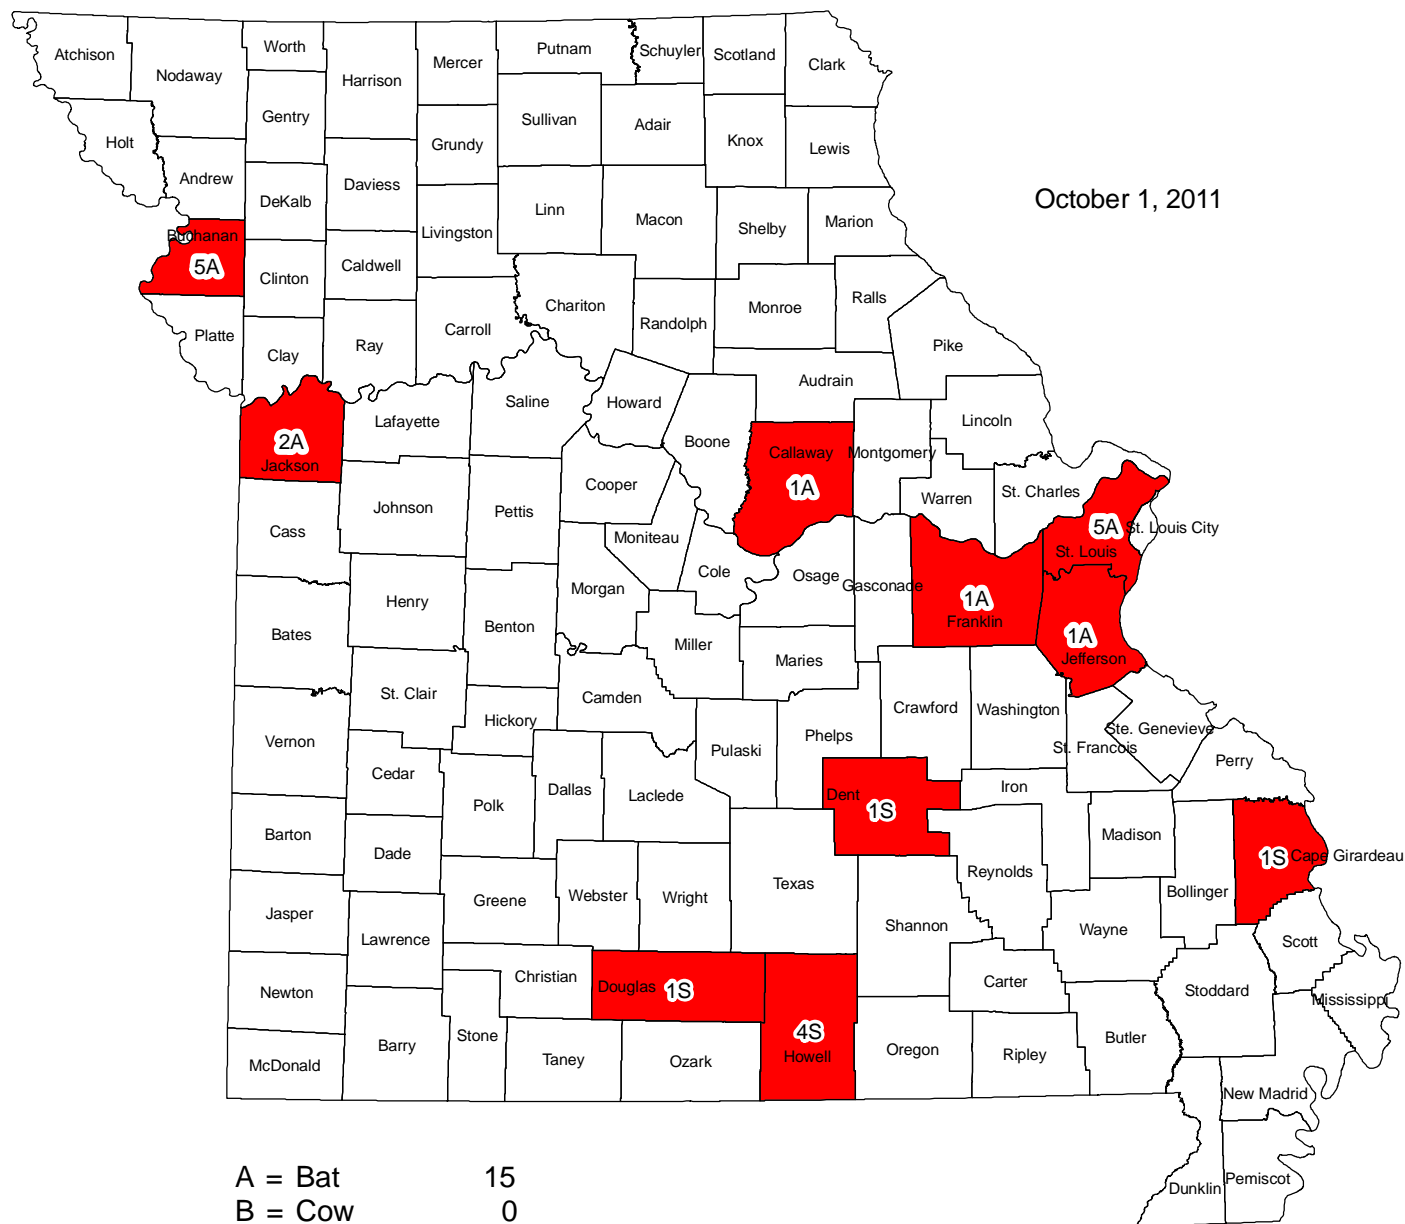 Atchison
Nodaway
Worth
Harrison
Mercer
Putnam
Schuyler
Scotland
Clark
Gentry
Sullivan
Adair
Knox
Lewis
Holt
Andrew
DeKalb
Daviess
Grundy
Linn
Macon
Shelby
Marion
October 1, 2011
Buchanan
5A
Clinton
Caldwell
Livingston
Chariton
Randolph
Monroe
Ralls
Pike
Platte
Clay
Ray
Carroll
Audrain
Saline
Howard
Lincoln
Lafayette
2A
Jackson
Boone
Callaway
1A
Montgomery
Cooper
Warren
St. Charles
Cass
Johnson
Pettis
Moniteau
5A
St. Louis City
St. Louis
Cole
Osage
Gasconade
Morgan
Henry
1A
Franklin
Bates
Benton
Miller
Maries
1A
Jefferson
St. Clair
Camden
Hickory
Crawford
Washington
Vernon
Pulaski
Phelps
Ste. Genevieve
St. Francois
Perry
Cedar
Polk
Dallas
Laclede
Dent
1S
Iron
Barton
Dade
Madison
1S Cape Girardeau
Texas
Reynolds
Bollinger
Jasper
Greene
Webster
Wright
Lawrence
Shannon
Wayne
Scott
Newton
Christian
Douglas
1S
Carter
Stoddard
Mississippi
McDonald
Barry
Stone
Taney
Ozark
4S
Howell
Oregon
Ripley
Butler
New Madrid
Dunklin
Pemiscot
A = Bat 15
B = Cow 0